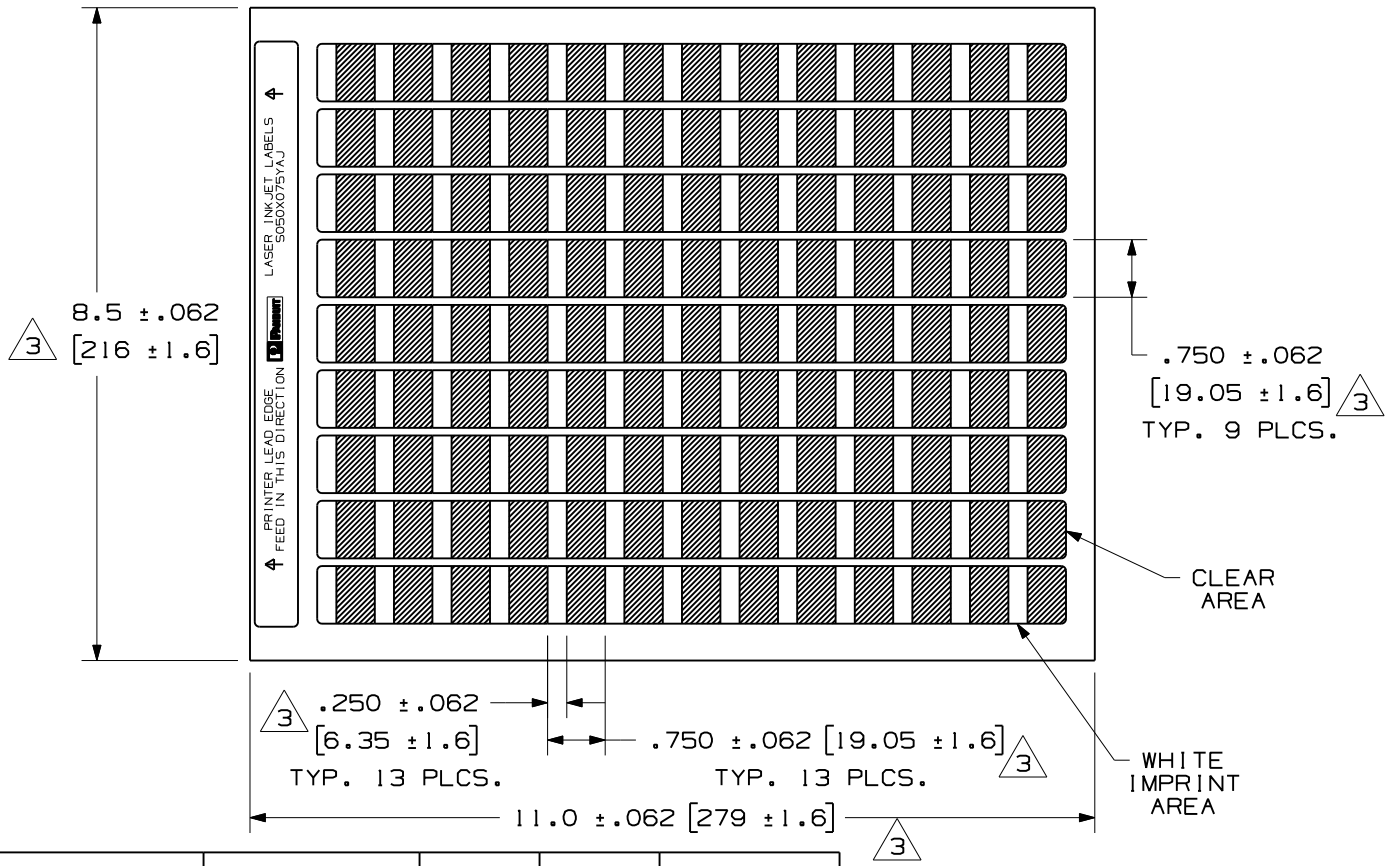 LASER INKJET LABELS
S050X075YAJ
PANDUIT
PRINTER LEAD EDGE
FEED IN THIS DIRECTION
8.5 ±.062
[216 ±1.6]
3
.750 ±.062
[19.05 ±1.6]
3
TYP. 9 PLCS.
CLEAR
AREA
WHITE
IMPRINT
AREA
3
.250 ±.062
[6.35 ±1.6]
TYP. 13 PLCS.
.750 ±.062 [19.05 ±1.6]
3
TYP. 13 PLCS.
11.0 ±.062 [279 ±1.6]
3